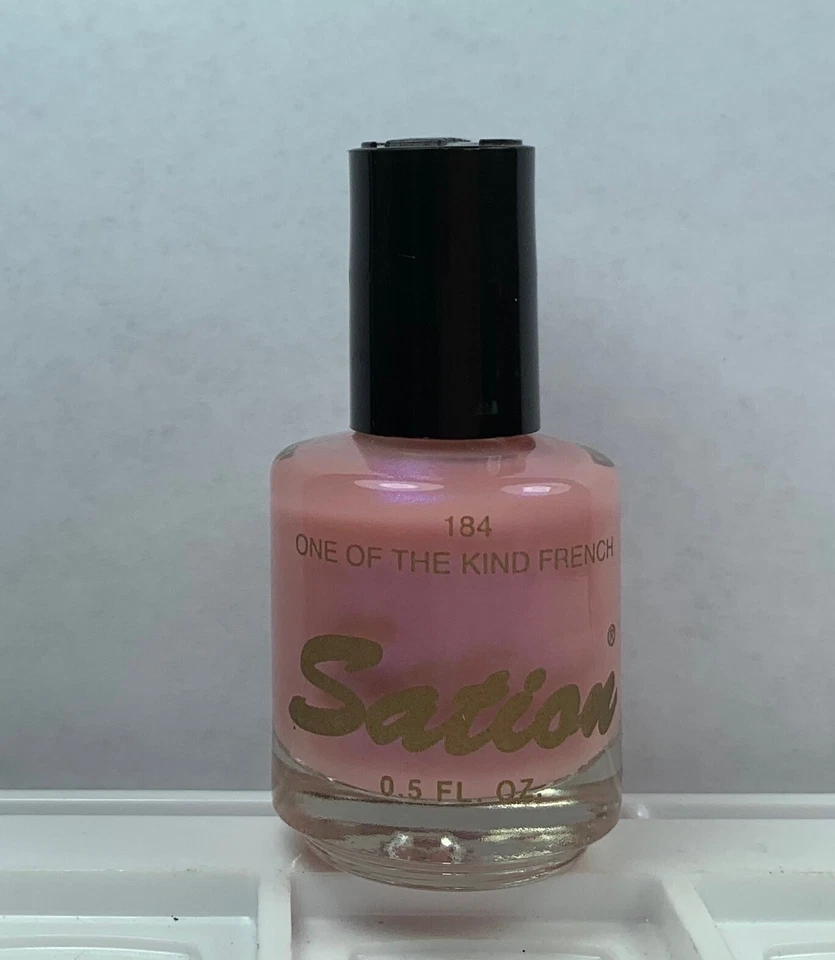 184
ONE OF THE KIND FRENCH
Sation®
0.5 FL. OZ.